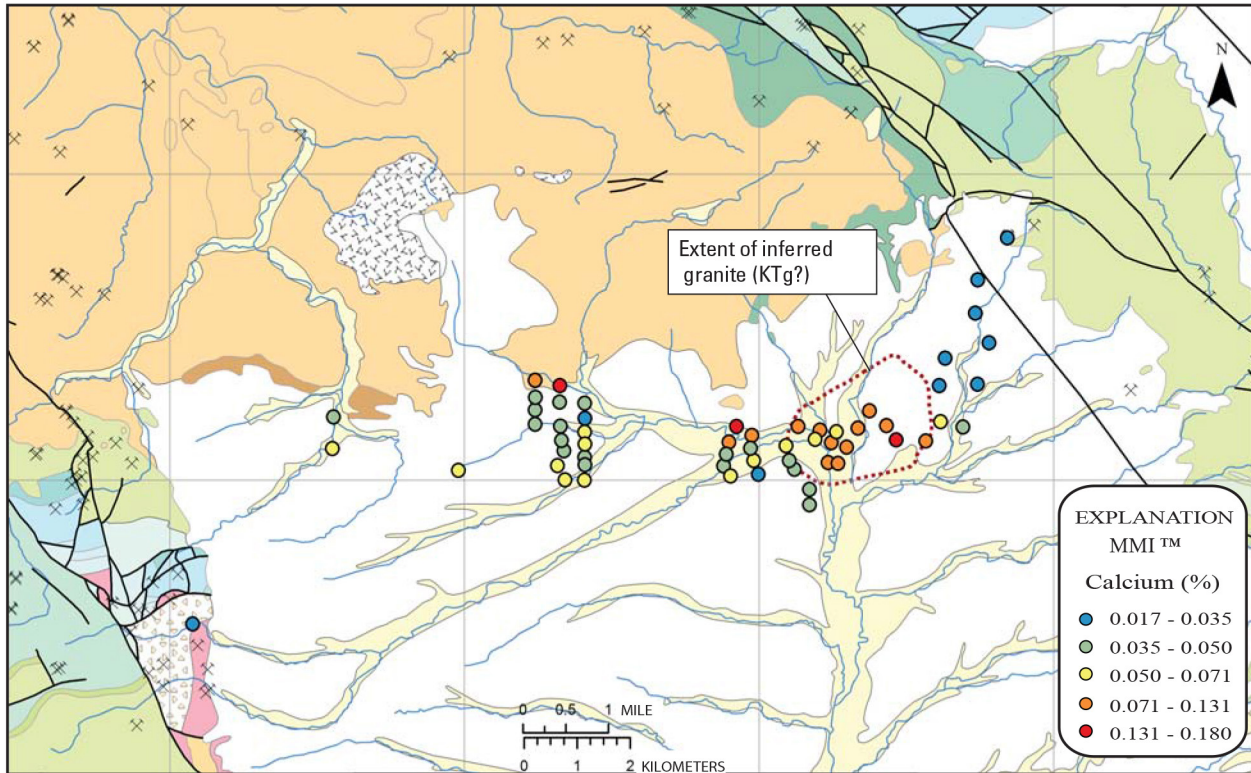 N
Extent of inferred
granite (KTg?)
EXPLANATION
MMI ™
Calcium (%)
0.017 - 0.035
0.035 - 0.050
0.050 - 0.071
0.071 - 0.131
0.131 - 0.180
0 0.5 1 MILE
0 1 2 KILOMETERS